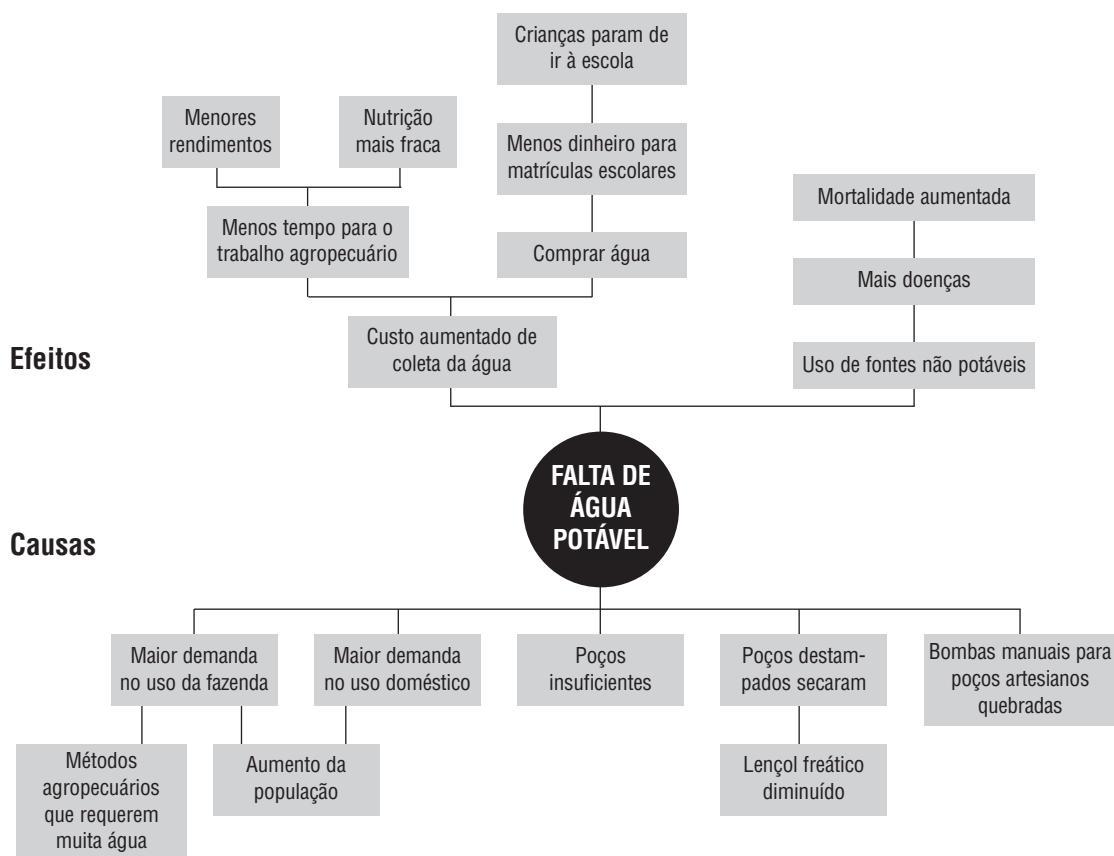 Crianças param de
ir à escola
Menores
rendimentos
Nutrição
mais fraca
Menos dinheiro para
matrículas escolares
Mortalidade aumentada
Menos tempo para o
trabalho agropecuário
Comprar água
Mais doenças
Efeitos
Custo aumentado de
coleta da água
Uso de fontes não potáveis
FALTA DE
ÁGUA
POTÁVEL
Causas
Maior demanda
no uso da fazenda
Maior demanda
no uso doméstico
Poços
insuficientes
Poços destam-
pados secaram
Bombas manuais para
poços artesianos
quebradas
Métodos
agropecuários
que requerem
muita água
Aumento da
população
Lençol freático
diminuído